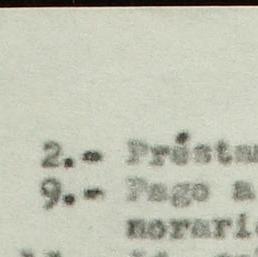 2.- Préstam
9.- Pago a
norari